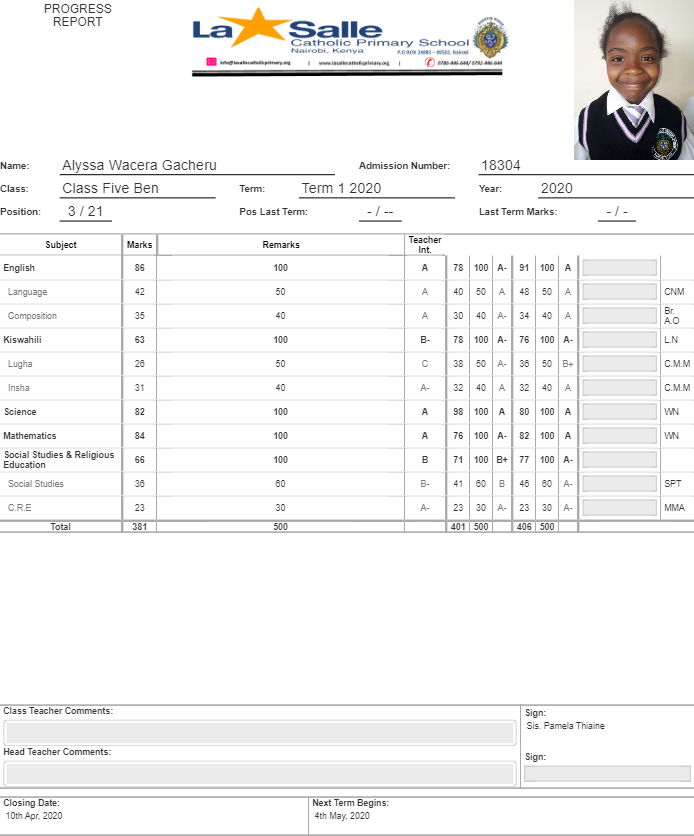 PROGRESS
REPORT
La Salle
Catholic Primary School
Nairobi, Kenya
P.O BOX 24083 – 00502, Nairobi
info@lasallecatholicprimary.org | www.lasallecatholicprimary.org | 0780-446-644/ 0792-446-644
Name: Alyssa Wacera Gacheru Admission Number: 18304
Class: Class Five Ben Term: Term 1 2020 Year: 2020
Position: 3 / 21 Pos Last Term: - / -- Last Term Marks: - / -
Subject Marks Remarks Teacher Int.
English 86 100 A 78 100 A- 91 100 A
Language 42 50 A 40 50 A 48 50 A CNM
Composition 35 40 A 30 40 A- 34 40 A Br. A.O
Kiswahili 63 100 B- 78 100 A- 76 100 A- L.N
Lugha 26 50 C 38 50 A- 36 50 B+ C.M.M
Insha 31 40 A- 32 40 A 32 40 A C.M.M
Science 82 100 A 98 100 A 80 100 A WN
Mathematics 84 100 A 76 100 A- 82 100 A WN
Social Studies & Religious Education 66 100 B 71 100 B+ 77 100 A-
Social Studies 36 60 B- 41 60 B 46 60 A- SPT
C.R.E 23 30 A- 23 30 A- 23 30 A- MMA
Total 381 500 401 500 406 500
Class Teacher Comments: Sign:
Sis. Pamela Thiaine
Head Teacher Comments: Sign:
Closing Date: Next Term Begins:
10th Apr, 2020 4th May, 2020